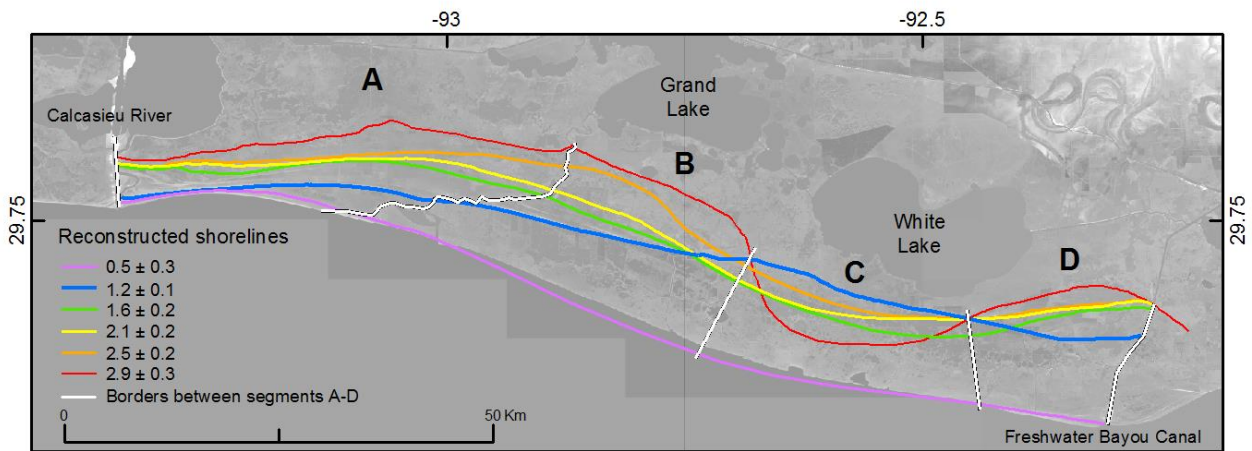 -93
-92.5
A
Grand
Lake
Calcasieu River
B
29.75
29.75
White
Lake
Reconstructed shorelines
C
D
0.5 ± 0.3
1.2 ± 0.1
1.6 ± 0.2
2.1 ± 0.2
2.5 ± 0.2
2.9 ± 0.3
Borders between segments A-D
0
50 Km
Freshwater Bayou Canal